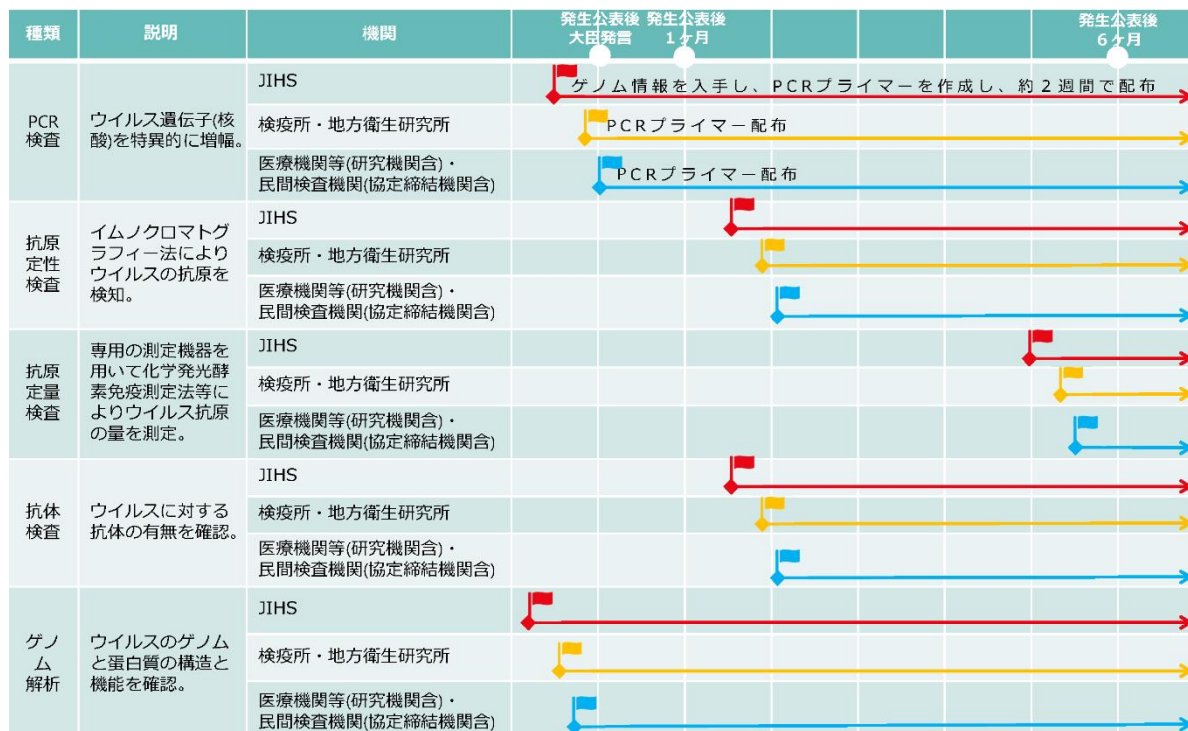 種類
説明
機関
発生公表後
大臣発言
発生公表後
1ヶ月
発生公表後
6ヶ月
PCR
検査
ウイルス遺伝子(核
酸)を特異的に増幅。
JIHS
ゲノム情報を入手し、PCRプライマーを作成し、約2週間で配布
検疫所・地方衛生研究所
PCRプライマー配布
医療機関等(研究機関含)・
民間検査機関(協定締結機関含)
PCRプライマー配布
抗原
定性
検査
イムノクロマトグ
ラフィー法により
ウイルスの抗原を
検知。
JIHS
検疫所・地方衛生研究所
医療機関等(研究機関含)・
民間検査機関(協定締結機関含)
抗原
定量
検査
専用の測定機器を
用いて化学発光酵
素免疫測定法等に
よりウイルス抗原
の量を測定。
JIHS
検疫所・地方衛生研究所
医療機関等(研究機関含)・
民間検査機関(協定締結機関含)
抗体
検査
ウイルスに対する
抗体の有無を確認。
JIHS
検疫所・地方衛生研究所
医療機関等(研究機関含)・
民間検査機関(協定締結機関含)
ゲノ
ム
解析
ウイルスのゲノム
と蛋白質の構造と
機能を確認。
JIHS
検疫所・地方衛生研究所
医療機関等(研究機関含)・
民間検査機関(協定締結機関含)